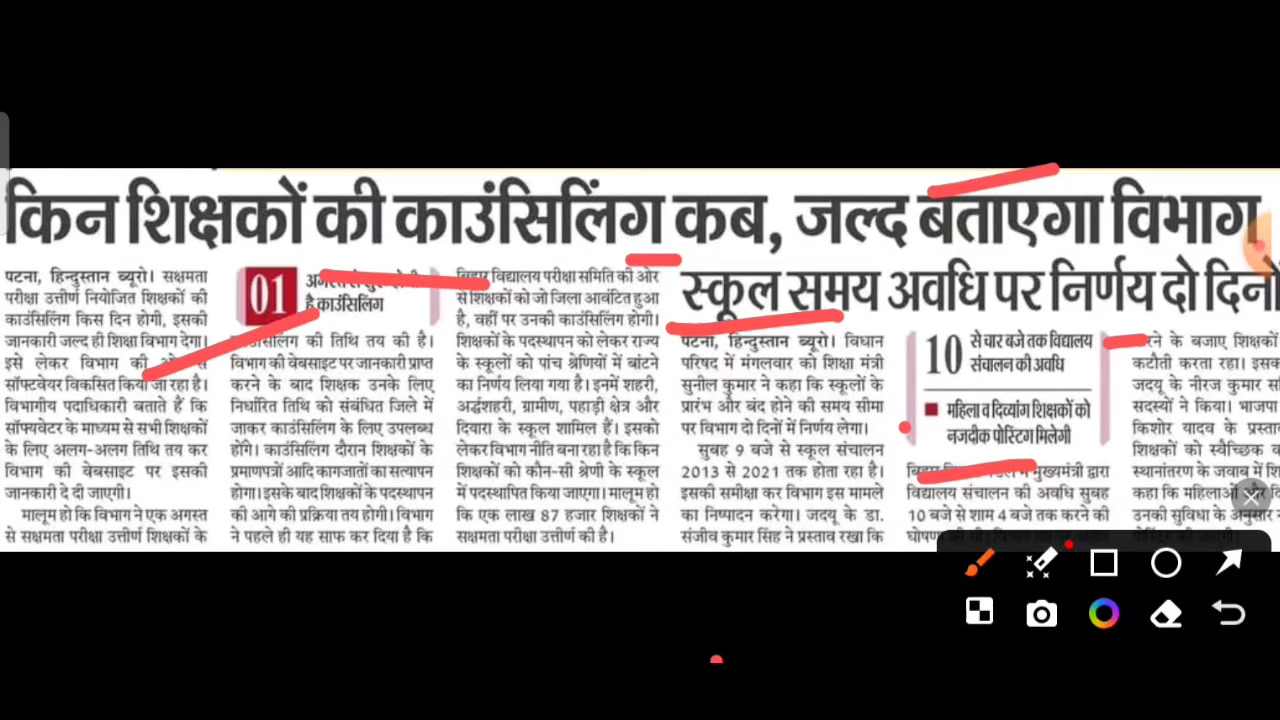 किन शिक्षकों की काउंसिलिंग कब, जल्द बताएगा विभाग
पटना, हिन्दुस्तान ब्यूरो। सक्षमता
परीक्षा उत्तीर्ण नियोजित शिक्षकों की
काउंसिलिंग किस दिन होगी, इसकी
जानकारी जल्द ही शिक्षा विभाग देगा।
इसे लेकर विभाग की से
सॉफ्टवेयर विकसित किया जा रहा है।
विभागीय पदाधिकारी बताते हैं कि
सॉफ्वेटर के माध्यम से सभी शिक्षकों
के लिए अलग-अलग तिथि तय कर
विभाग की वेबसाइट पर इसकी
जानकारी दे दी जाएगी।
मालूम हो कि विभाग ने एक अगस्त
से सक्षमता परीक्षा उत्तीर्ण शिक्षकों के
01
है काउंसिलिंग
की तिथि तय की है।
विभाग की वेबसाइट पर जानकारी प्राप्त
करने के बाद शिक्षक उनके लिए
निर्धारित तिथि को संबंधित जिले में
जाकर काउंसिलिंग के लिए उपलब्ध
होंगे। काउंसिलिंग दौरान शिक्षकों के
प्रमाणपत्रों आदि कागजातों का सत्यापन
होगा। इसके बाद शिक्षकों के पदस्थापन
की आगे की प्रक्रिया तय होगी। विभाग
ने पहले ही यह साफ कर दिया है कि
बिहार विद्यालय परीक्षा समिति की ओर
से शिक्षकों को जो जिला आवंटित हुआ
है, वहीं पर उनकी काउंसिलिंग होगी।
शिक्षकों के पदस्थापन को लेकर राज्य
के स्कूलों को पांच श्रेणियों में बांटने
का निर्णय लिया गया है। इनमें शहरी,
अर्द्धशहरी, ग्रामीण, पहाड़ी क्षेत्र और
दियारा के स्कूल शामिल हैं। इसको
लेकर विभाग नीति बना रहा है कि किन
शिक्षकों को कौन-सी श्रेणी के स्कूल
में पदस्थापित किया जाएगा। मालूम हो
कि एक लाख 87 हजार शिक्षकों ने
सक्षमता परीक्षा उत्तीर्ण की है।
स्कूल समय अवधि पर निर्णय दो दिनों
पटना, हिन्दुस्तान ब्यूरो। विधान
परिषद में मंगलवार को शिक्षा मंत्री
सुनील कुमार ने कहा कि स्कूलों के
प्रारंभ और बंद होने की समय सीमा
पर विभाग दो दिनों में निर्णय लेगा।
सुबह 9 बजे से स्कूल संचालन
2013 से 2021 तक होता रहा है।
इसकी समीक्षा कर विभाग इस मामले
का निष्पादन करेगा। जदयू के डा.
संजीव कुमार सिंह ने प्रस्ताव रखा कि
10 से चार बजे तक विद्यालय
संचालन की अवधि
महिला व दिव्यांग शिक्षकों को
नजदीक पोस्टिंग मिलेगी
मुख्यमंत्री द्वारा
विद्यालय संचालन की अवधि सुबह
10 बजे से शाम 4 बजे तक करने की
के बजाए शिक्षकों
कटौती करता रहा। इसक
जदयू के नीरज कुमार स
सदस्यों ने किया। भाजपा
किशोर यादव के प्रस्ता
शिक्षकों को स्वैच्छिक व
स्थानांतरण के जवाब में शि
कहा कि महिलाओं और
उनकी सुविधा के अनुसार